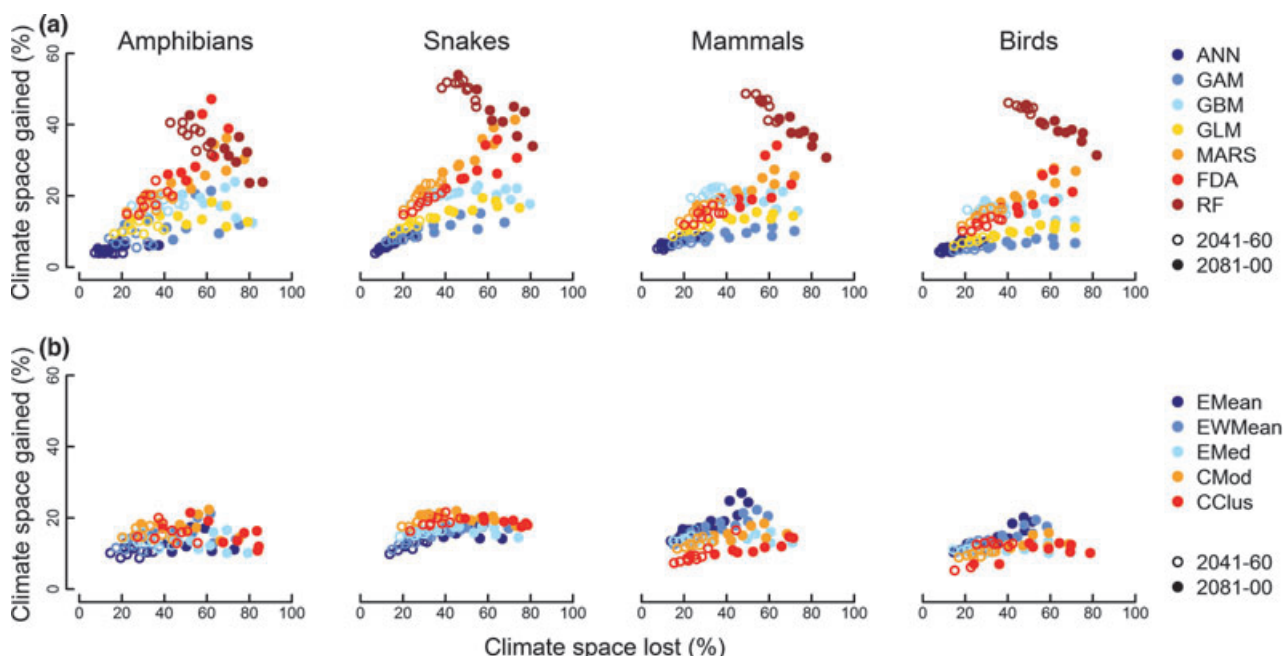 (a)
Amphibians Snakes Mammals Birds
Climate space gained (%)
60
40
20
0
0 20 40 60 80 100 0 20 40 60 80 100 0 20 40 60 80 100 0 20 40 60 80 100
ANN
GAM
GBM
GLM
MARS
FDA
RF
2041-60
2081-00
(b)
Climate space gained (%)
60
40
20
0
0 20 40 60 80 100 0 20 40 60 80 100 0 20 40 60 80 100 0 20 40 60 80 100
Climate space lost (%)
EMean
EWMean
EMed
CMod
CClus
2041-60
2081-00